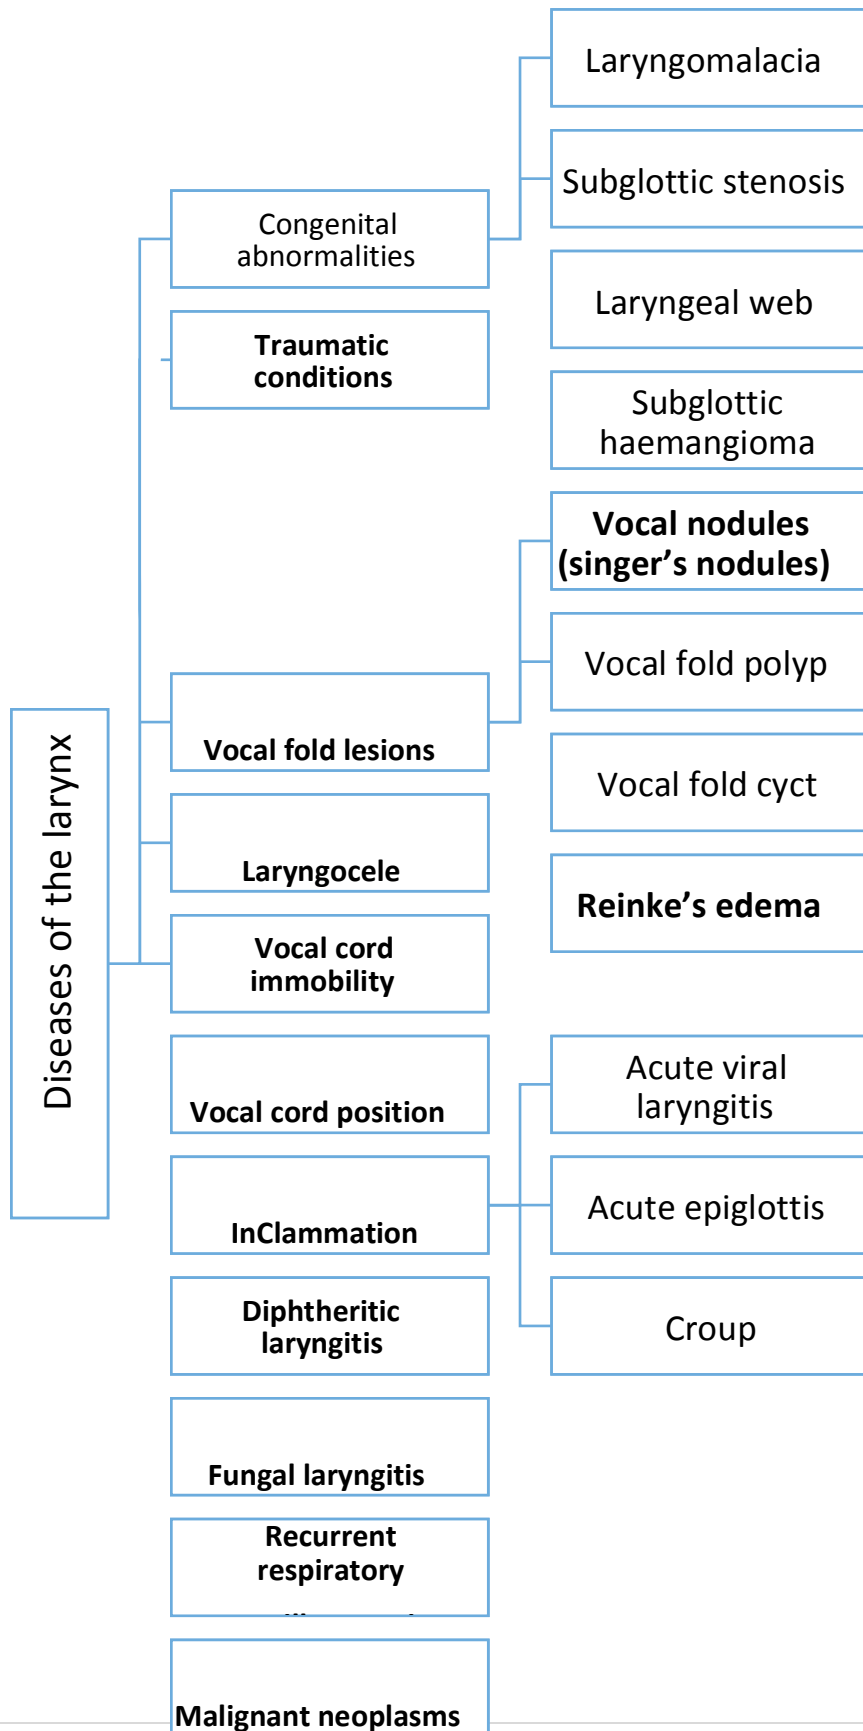 Diseases of the larynx
Congenital
abnormalities
Laryngomalacia
Subglottic stenosis
Laryngeal web
Subglottic
haemangioma
Traumatic
conditions
Vocal fold lesions
Vocal nodules
(singer’s nodules)
Vocal fold polyp
Vocal fold cyct
Reinke’s edema
Laryngocele
Vocal cord
immobility
Vocal cord position
InClammation
Acute viral
laryngitis
Acute epiglottis
Croup
Diphtheritic
laryngitis
Fungal laryngitis
Recurrent
respiratory
Malignant neoplasms